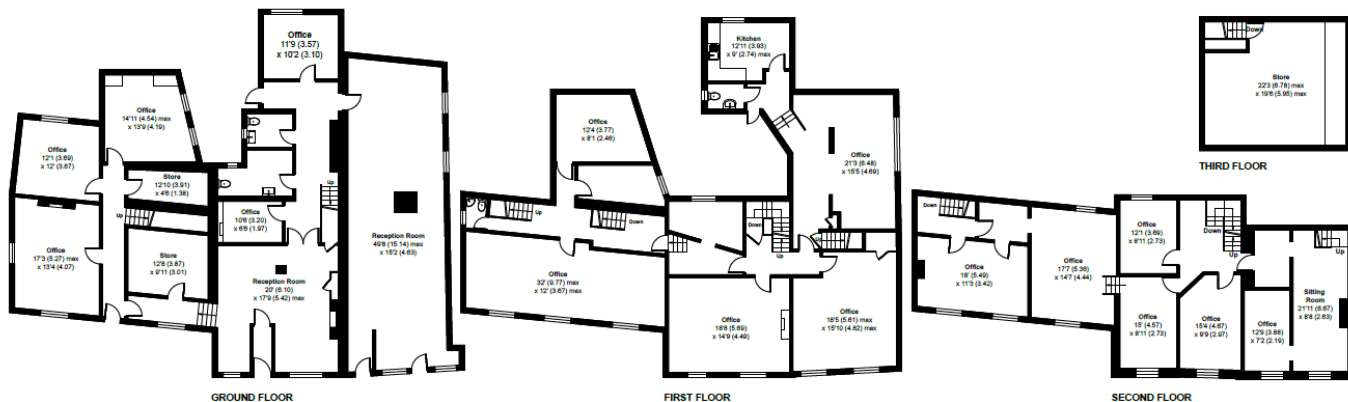 Office
11'9 (3.57)
x 10'2 (3.10)
Office
14'11 (4.54) max
x 13'9 (4.19)
Office
12'1 (3.69)
x 12' (3.67)
Store
12'10 (3.91)
x 4'6 (1.38)
Up
Up
Office
10'6 (3.20)
x 6'6 (1.97)
Office
17'3 (5.27) max
x 13'4 (4.07)
Store
12'8 (3.87)
x 9'11 (3.01)
Reception Room
20' (6.10)
x 17'9 (5.42) max
Reception Room
49'8 (15.14) max
x 15'2 (4.63)
GROUND FLOOR
Kitchen
12'11 (3.93)
x 9' (2.74) max
Office
12'4 (3.77)
x 8'1 (2.46)
Office
21'3 (6.48)
x 15'5 (4.69) max
Up
Down
Down
Up
Up
Office
32' (9.77) max
x 12' (3.67) max
Office
18'8 (5.69)
x 14'9 (4.49)
Office
18'5 (5.61) max
x 15'10 (4.82) max
FIRST FLOOR
Down
Office
18' (5.49)
x 11'3 (3.42)
Office
17'7 (5.36)
x 14'7 (4.44)
Office
12'1 (3.69)
x 8'11 (2.73)
Down
Up
Up
Office
15' (4.57)
x 8'11 (2.73)
Office
15'4 (4.67)
x 9'9 (2.97)
Office
12'9 (3.88)
x 7'2 (2.19)
Sitting
Room
21'11 (6.67)
x 8'8 (2.63)
SECOND FLOOR
Down
Store
22'3 (6.78) max
x 19'6 (5.95) max
THIRD FLOOR